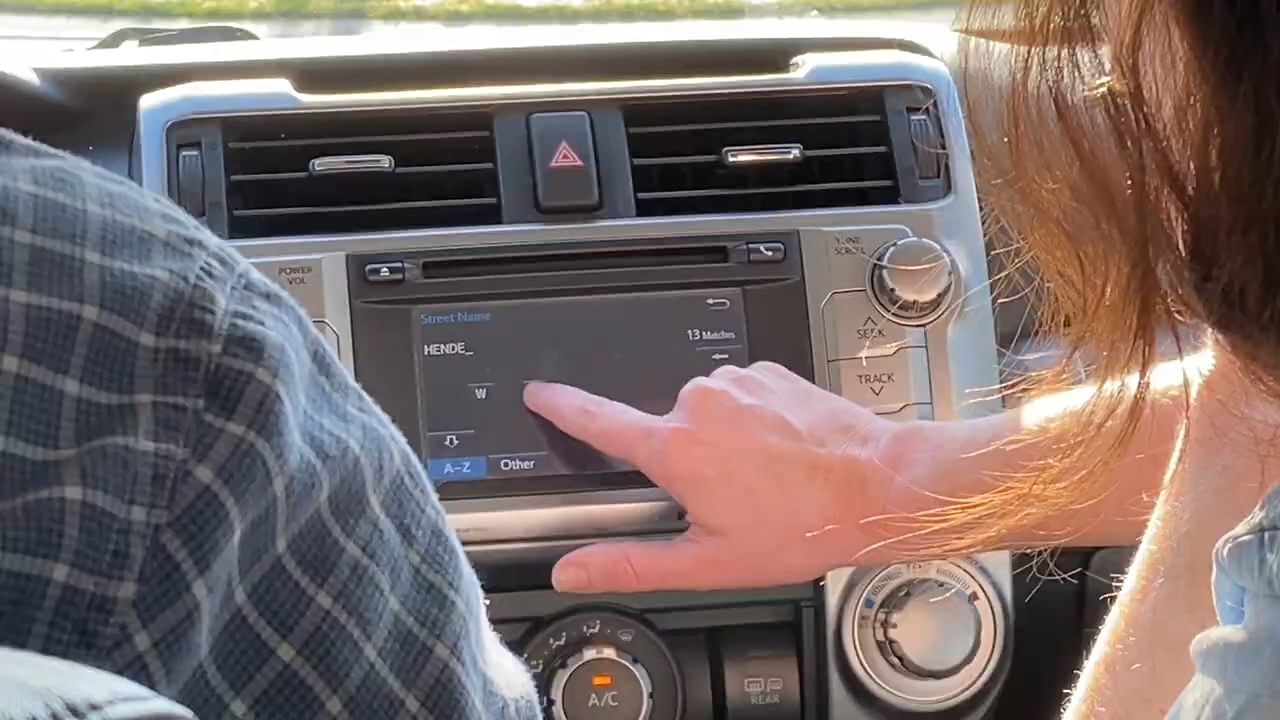 POWER
VOL
TUNE
SCROLL
Street Name
13 Matches
HENDE_
SEEK
W
TRACK
A-Z Other
A/C
REAR